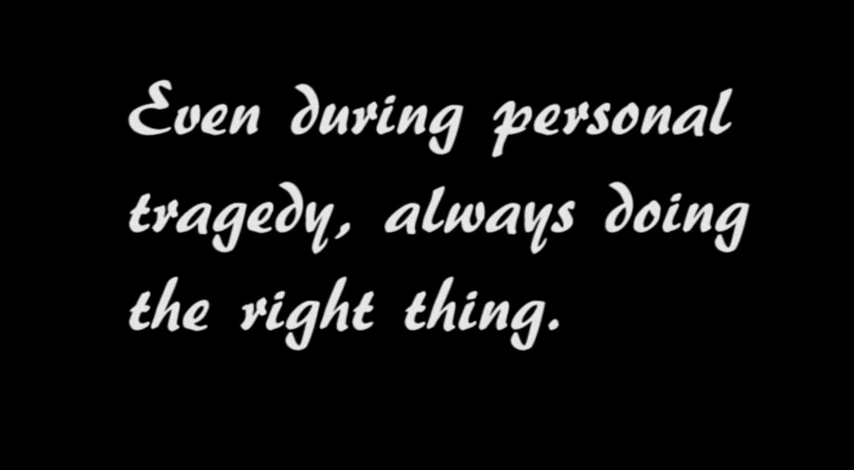 Even during personal
tragedy, always doing
the right thing.